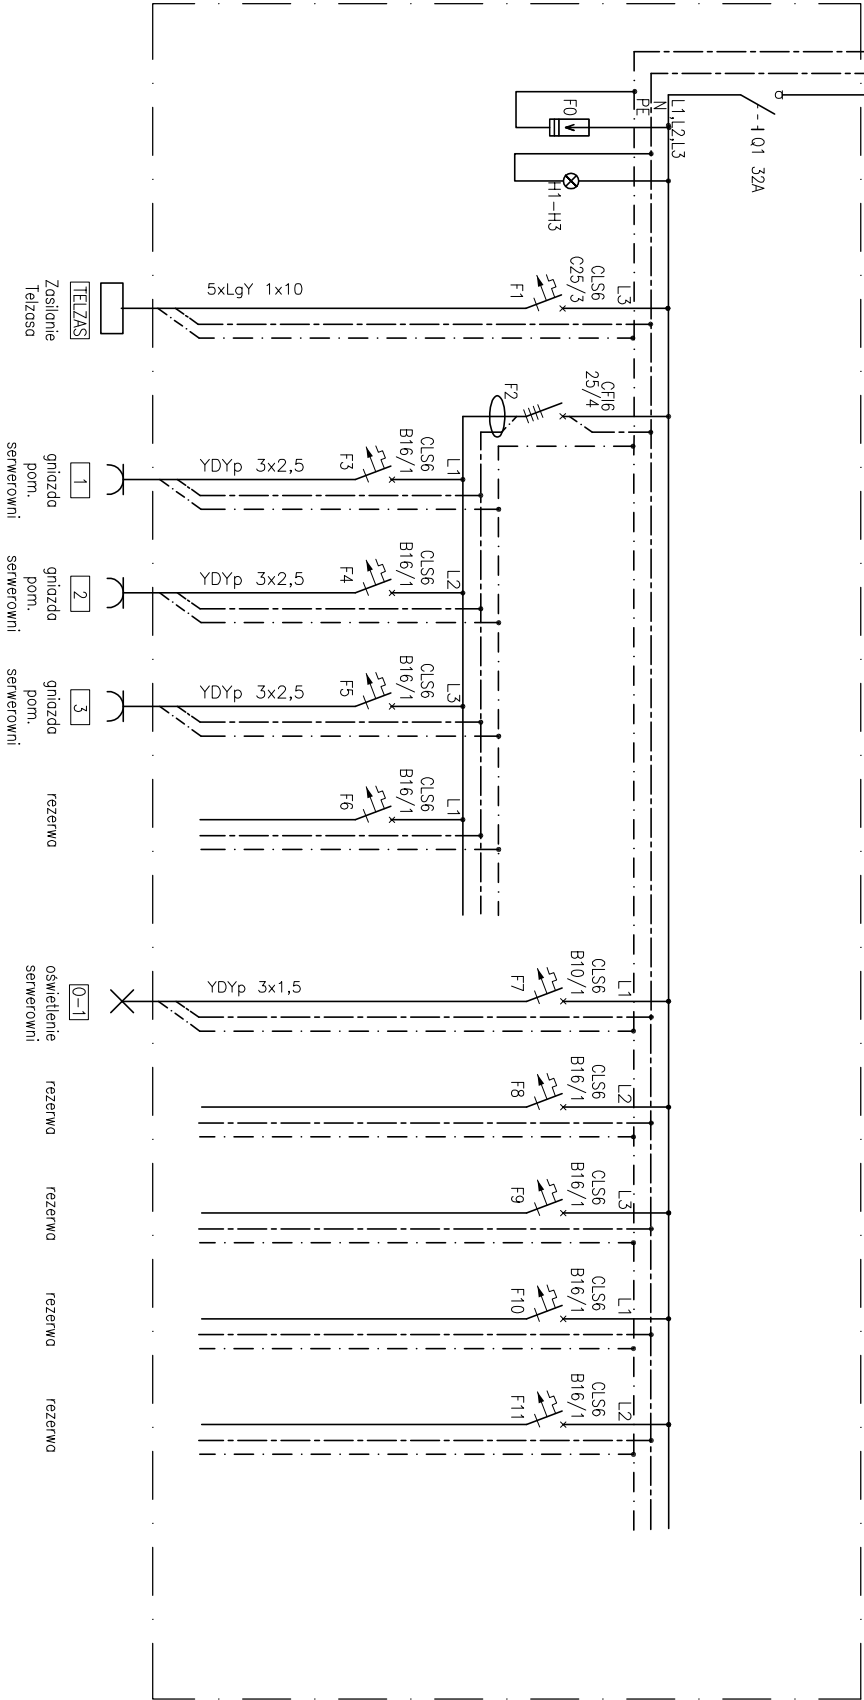 Q1 32A
L1,L2,L3
N
PE
F0
H1-H3
L3
CLS6
C25/3
F1
5xLgY 1x10
TELZAS
Zasilanie
Telzasa
CFI6
25/4
F2
L1
CLS6
B16/1
F3
YDYp 3x2,5
1
gniazda
pom.
serwerowni
L2
CLS6
B16/1
F4
YDYp 3x2,5
2
gniazda
pom.
serwerowni
L3
CLS6
B16/1
F5
YDYp 3x2,5
3
gniazda
pom.
serwerowni
L1
CLS6
B16/1
F6
rezerwa
L1
CLS6
B10/1
F7
YDYp 3x1,5
O-1
oświetlenie
serwerowni
L2
CLS6
B16/1
F8
rezerwa
L3
CLS6
B16/1
F9
rezerwa
L1
CLS6
B16/1
F10
rezerwa
L2
CLS6
B16/1
F11
rezerwa